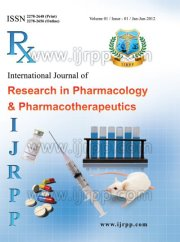 ISSN 2278-2648 (Print)
2278-2656 (Online)
Volume 01 / Issue : 01 / Jan-Jun-2012
www.ijrpp.com
Rx
IJRPP
International Journal of
Research in Pharmacology
& Pharmacotherapeutics
I
J
R
P
P
www.ijrpp.com